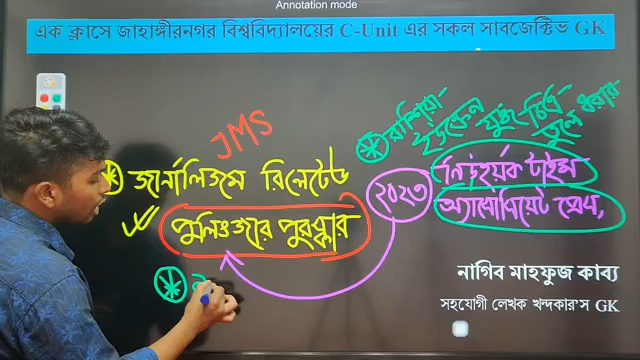 Annotation mode
এক ক্লাসে জাহাঙ্গীরনগর বিশ্ববিদ্যালয়ের C-Unit এর সকল সাবজেক্টিভ GK
JMS
জার্নালিজম রিলেটেড
পুলিৎজার পুরস্কার
রাশিয়া-
ইউক্রেন যুদ্ধ-চিত্র
তুলে ধরার-
২০২৩
নিউইয়র্ক টাইমস
অ্যাসোসিয়েট প্রেস,
নাগিব মাহফুজ কাব্য
সহযোগী লেখক খন্দকার'স GK